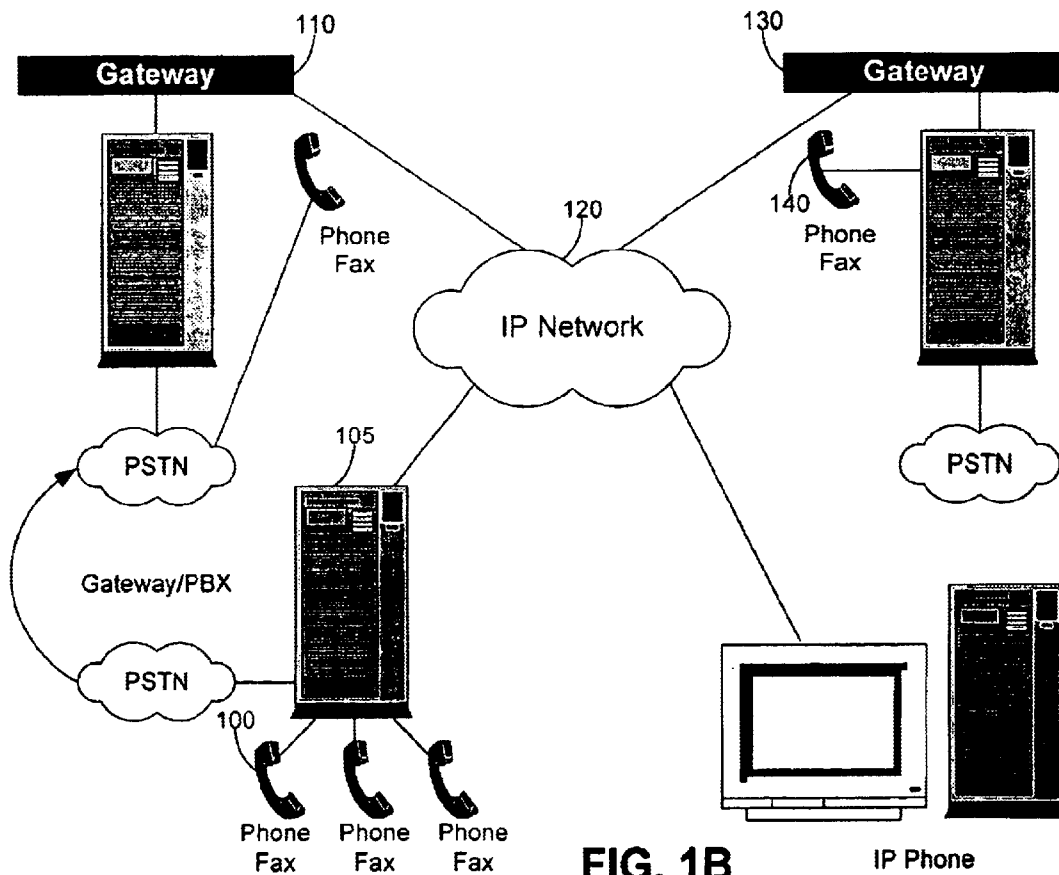 110
130
Gateway
Gateway
140
Phone
Fax
Phone
Fax
120
IP Network
PSTN
105
PSTN
Gateway/PBX
PSTN
100
Phone
Fax
Phone
Fax
Phone
Fax
FIG. 1B
IP Phone